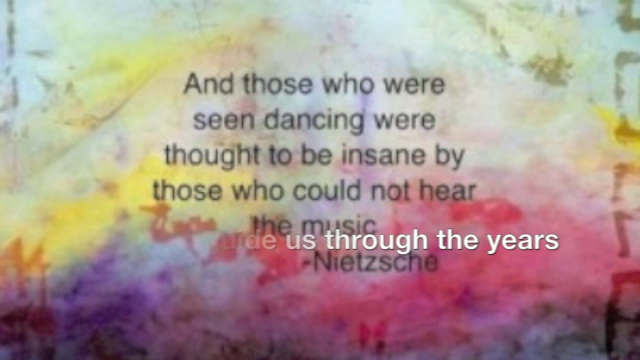 And those who were
seen dancing were
thought to be insane by
those who could not hear
the music
us through the years
-Nietzsche